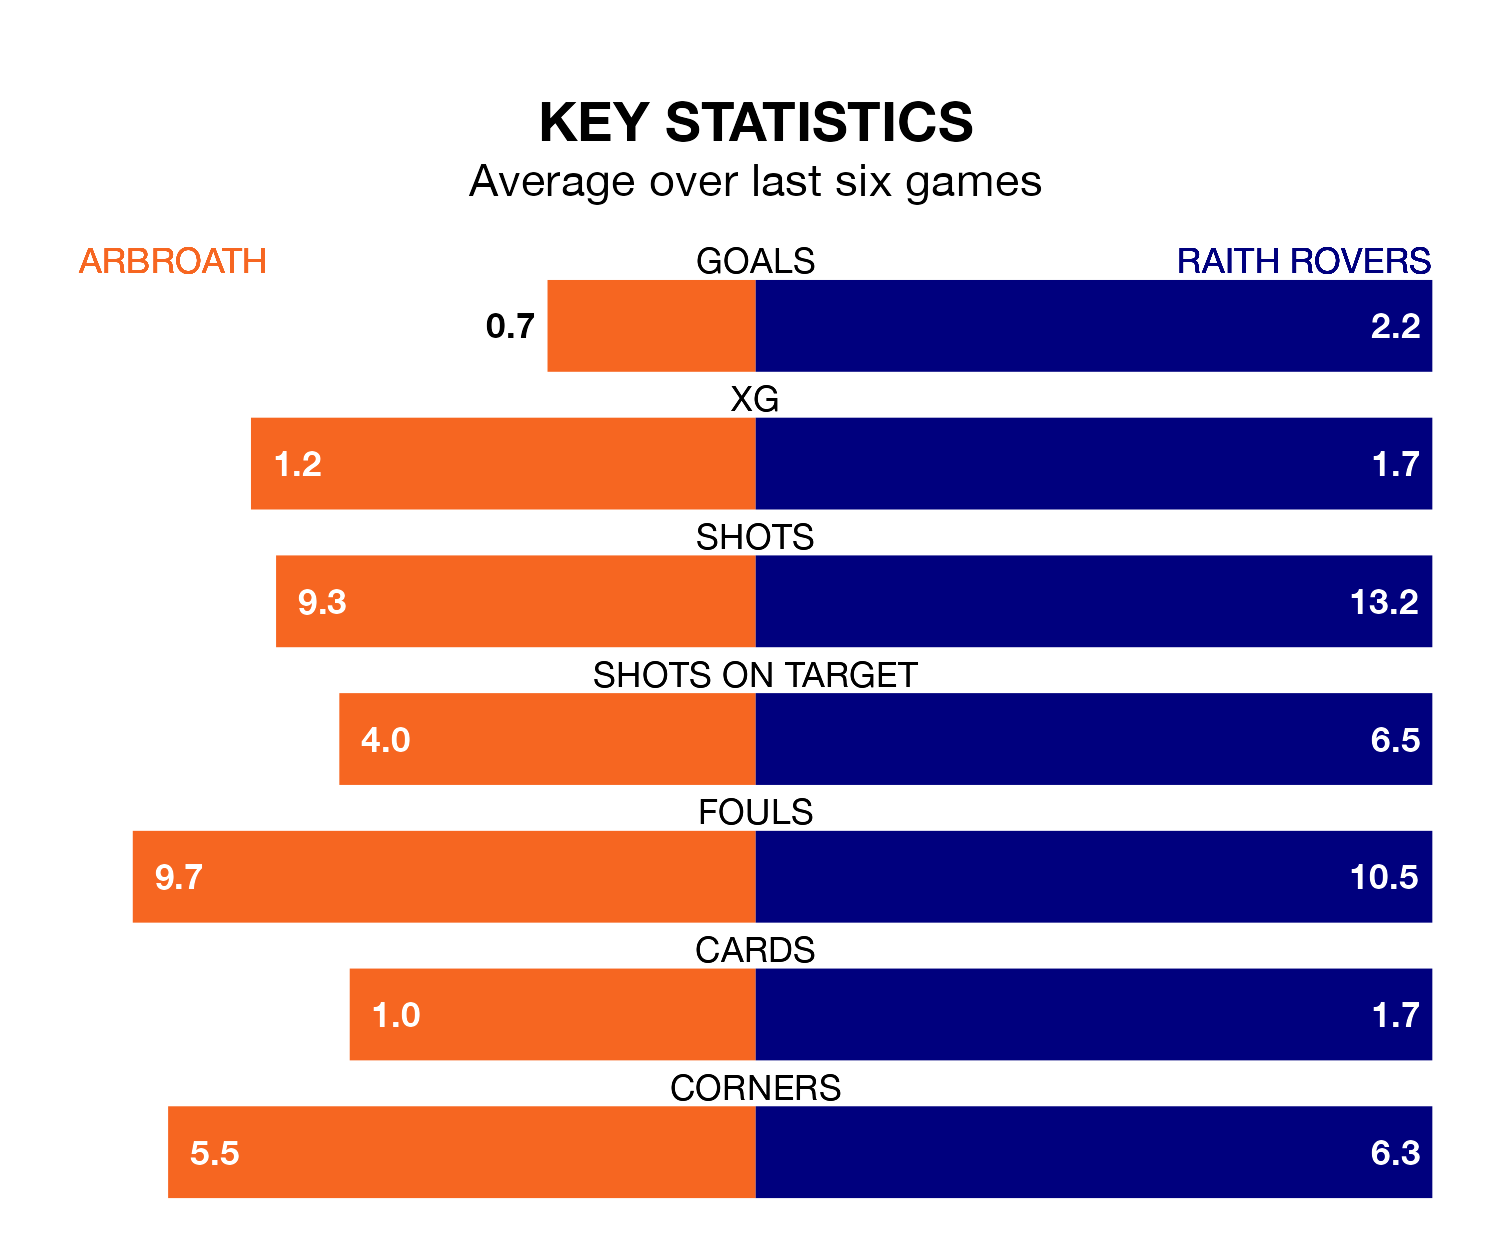 KEY STATISTICS
Average over last six games
ARBROATH GOALS RAITH ROVERS
0.7 2.2
XG
1.2 1.7
SHOTS
9.3 13.2
SHOTS ON TARGET
4.0 6.5
FOULS
9.7 10.5
CARDS
1.0 1.7
CORNERS
5.5 6.3